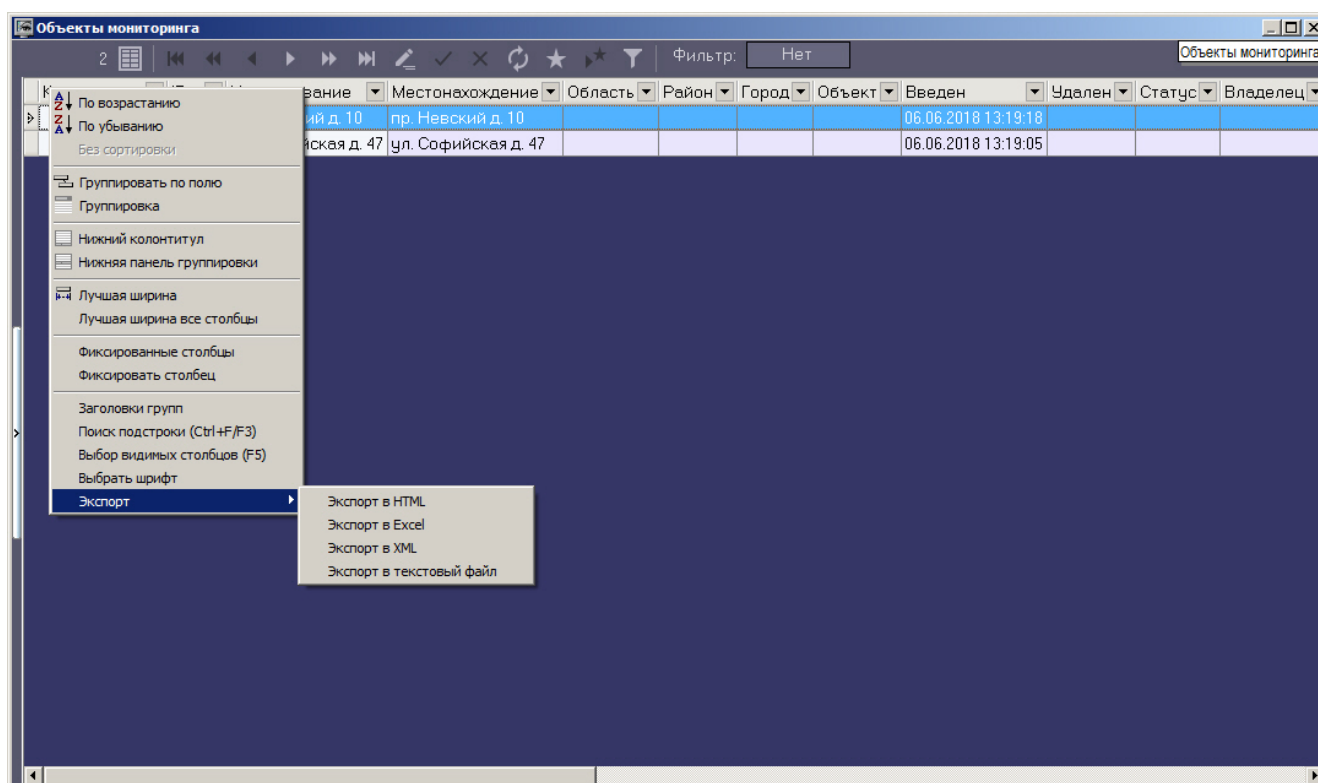 Объекты мониторинга
2 Фильтр: Нет
Объекты мониторинга
Местонахождение Область Район Город Объект Введен Удален Статус Владелец
д. 10 пр. Невский д. 10 06.06.2018 13:19:18
д. 47 ул. Софийская д. 47 06.06.2018 13:19:05
По возрастанию
По убыванию
Без сортировки
Группировать по полю
Группировка
Нижний колонтитул
Нижняя панель группировки
Лучшая ширина
Лучшая ширина все столбцы
Фиксированные столбцы
Фиксировать столбец
Заголовки групп
Поиск подстроки (Ctrl+F/F3)
Выбор видимых столбцов (F5)
Выбрать шрифт
Экспорт
Экспорт в HTML
Экспорт в Excel
Экспорт в XML
Экспорт в текстовый файл